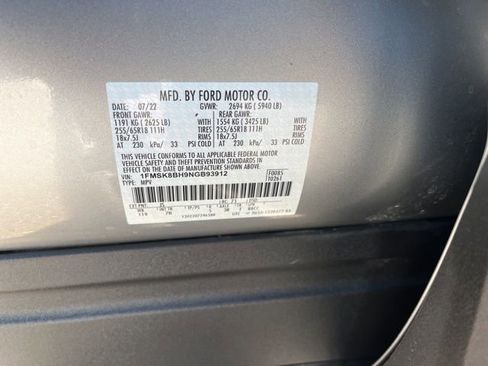 MFD. BY FORD MOTOR CO.
DATE: 07/22 GVWR: 2694 KG ( 5940 LB)
FRONT GAWR: REAR GAWR:
1191 KG ( 2625 LB) 1554 KG ( 3425 LB)
255/65R18 111H TIRES 255/65R18 111H TIRES
18x7.5J RIMS 18x7.5J RIMS
AT 230 kPa/ 33 PSI COLD AT 230 kPa/ 33 PSI COLD
THIS VEHICLE CONFORMS TO ALL APPLICABLE FEDERAL MOTOR
VEHICLE SAFETY AND THEFT PREVENTION STANDARDS IN
EFFECT ON THE DATE OF MANUFACTURE SHOWN ABOVE.
VIN: 1FMSK8BH9NGB93912 F0085
TYPE: MPV T0261
EXT PNT: